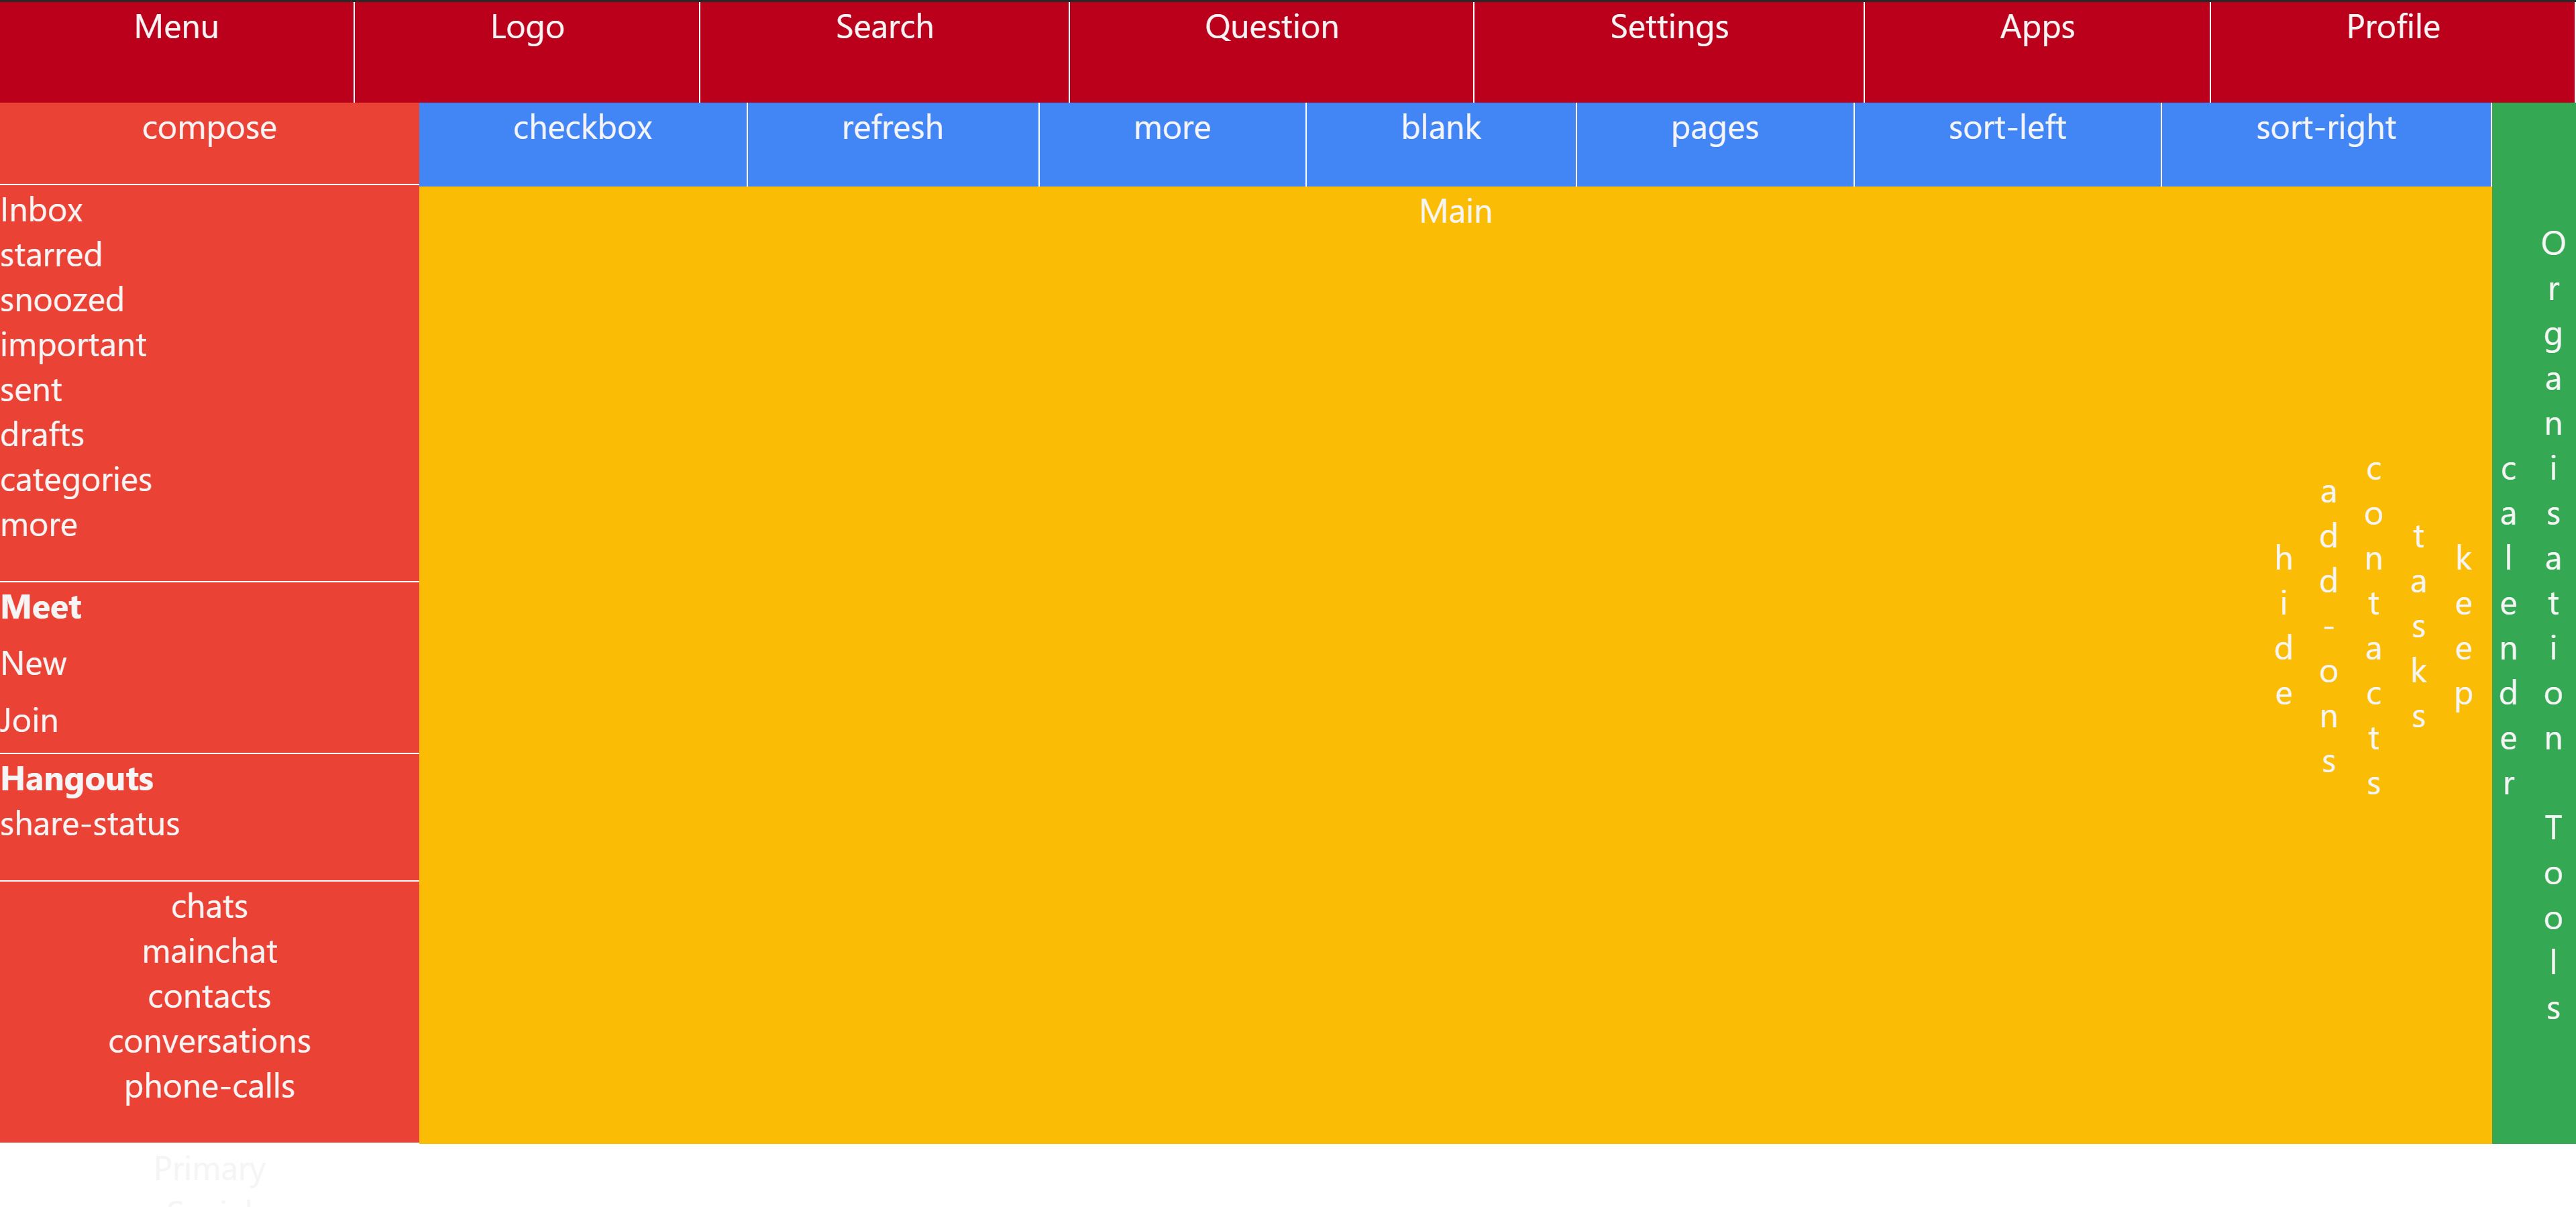 Menu
Logo
Search
Question
Settings
Apps
Profile
compose
checkbox
refresh
more
blank
pages
sort-left
sort-right
Inbox
starred
snoozed
important
sent
drafts
categories
more
Meet
New
Join
Hangouts
share-status
chats
mainchat
contacts
conversations
phone-calls
Primary
Main
hide
add-ons
contacts
tasks
keep
calender
Organisation Tools